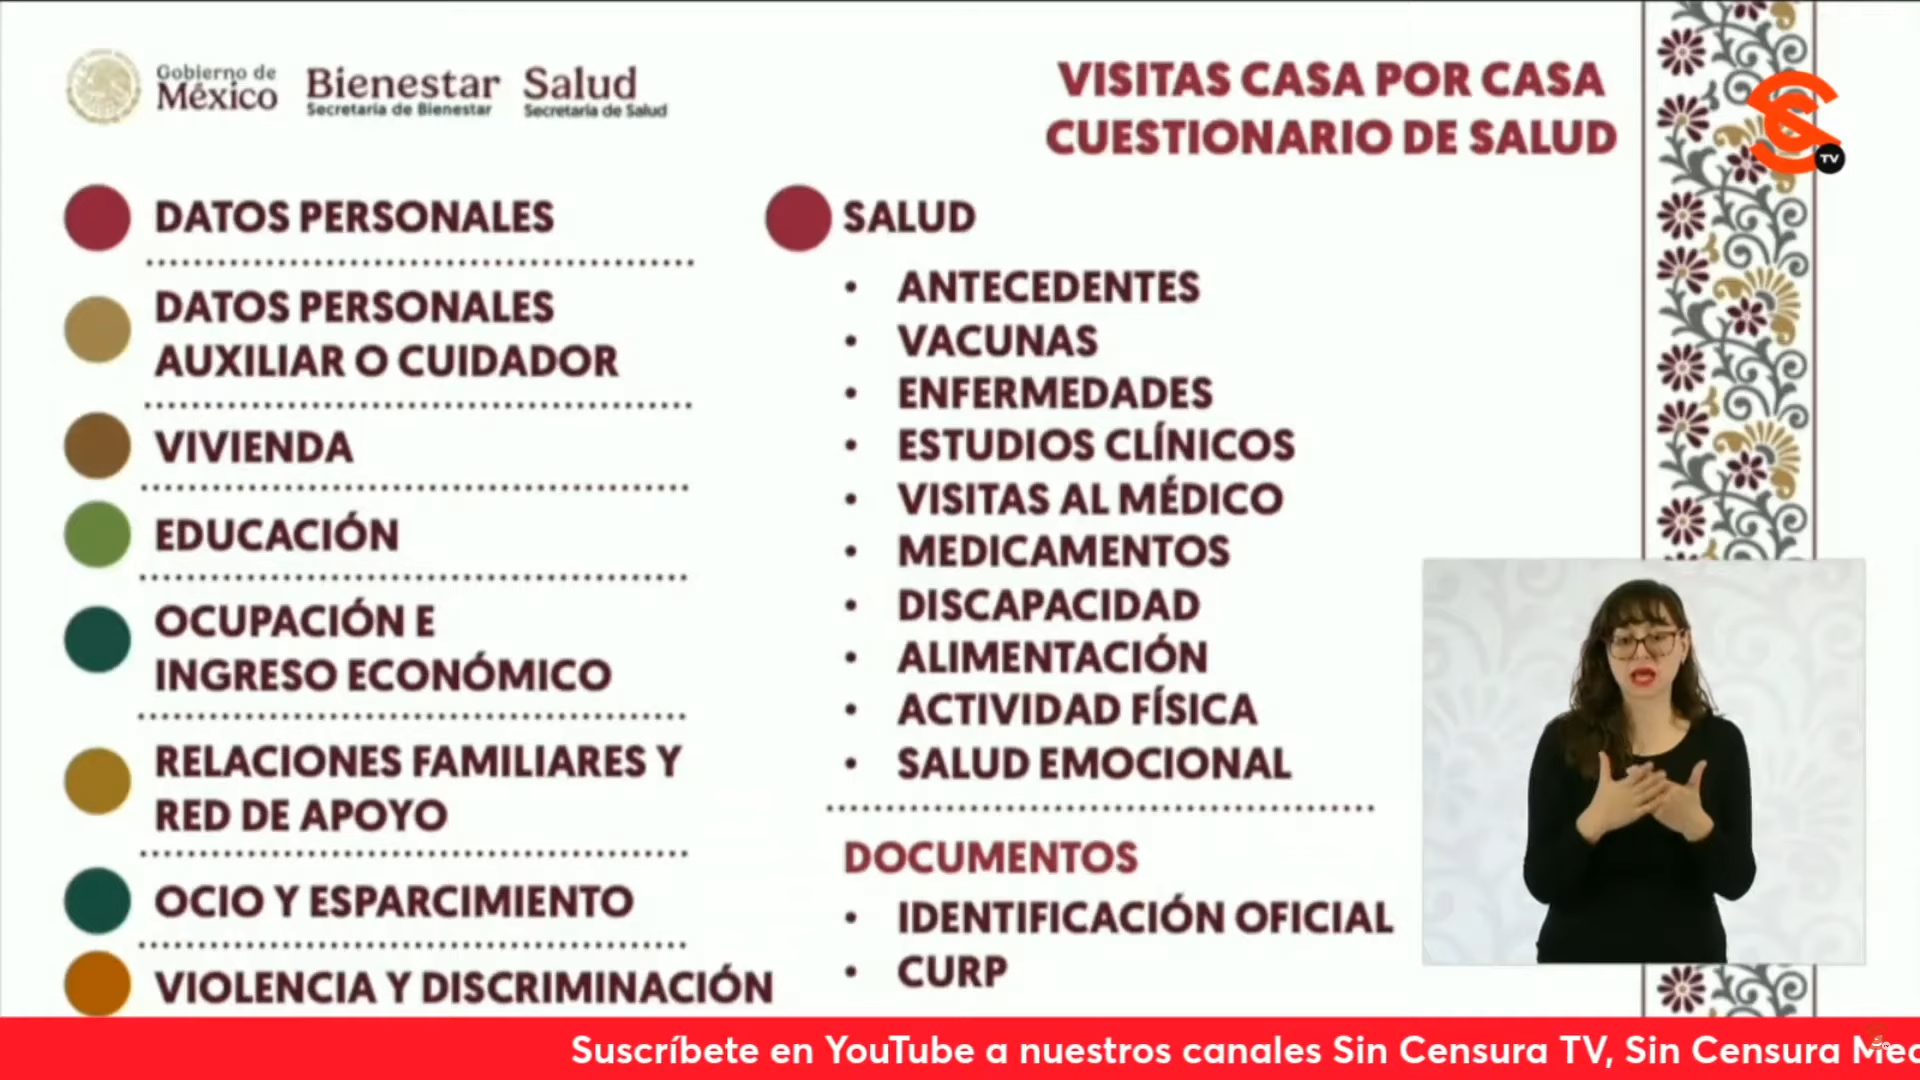 Gobierno de
México
Bienestar
Secretaría de Bienestar
Salud
Secretaría de Salud
VISITAS CASA POR CASA
CUESTIONARIO DE SALUD
TV
DATOS PERSONALES
DATOS PERSONALES
AUXILIAR O CUIDADOR
VIVIENDA
EDUCACIÓN
OCUPACIÓN E
INGRESO ECONÓMICO
RELACIONES FAMILIARES Y
RED DE APOYO
OCIO Y ESPARCIMIENTO
VIOLENCIA Y DISCRIMINACIÓN
SALUD
• ANTECEDENTES
• VACUNAS
• ENFERMEDADES
• ESTUDIOS CLÍNICOS
• VISITAS AL MÉDICO
• MEDICAMENTOS
• DISCAPACIDAD
• ALIMENTACIÓN
• ACTIVIDAD FÍSICA
• SALUD EMOCIONAL
DOCUMENTOS
• IDENTIFICACIÓN OFICIAL
• CURP
Suscríbete en YouTube a nuestros canales Sin Censura TV, Sin Censura